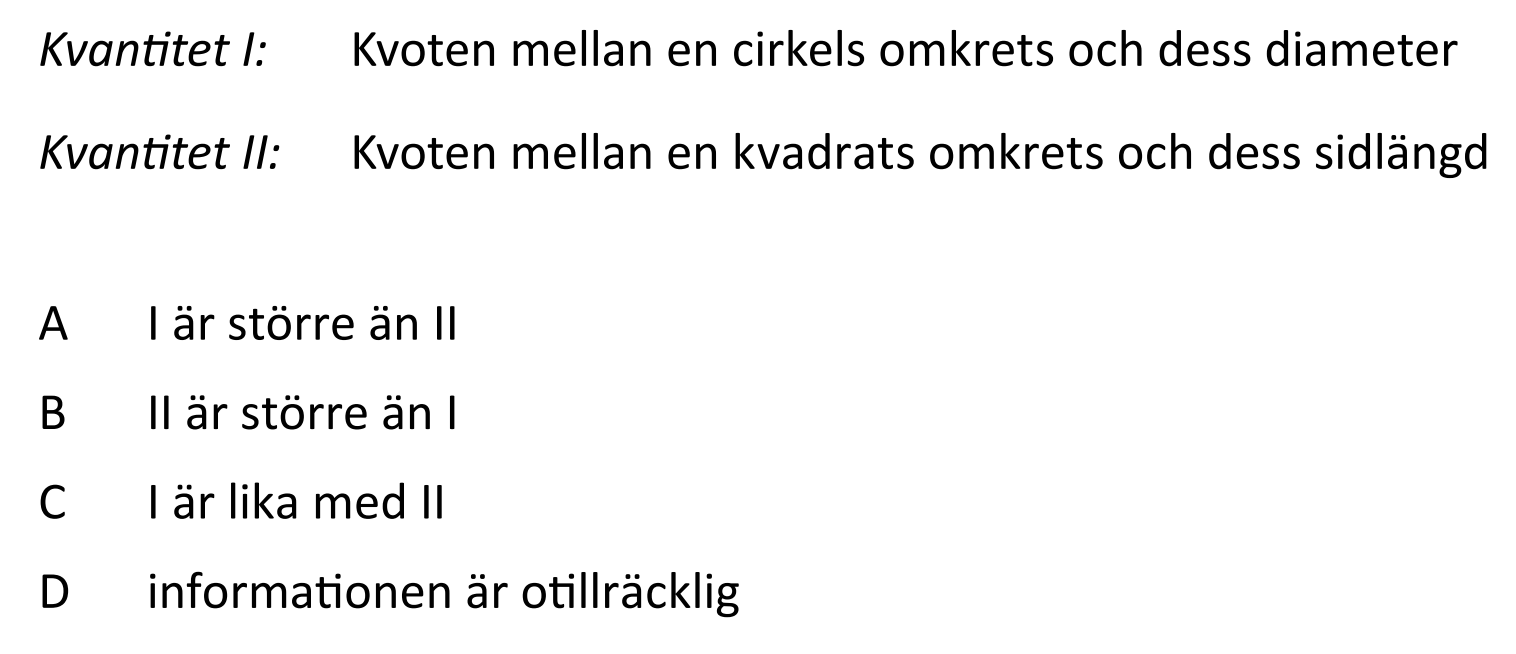 Kvantitet I: Kvoten mellan en cirkels omkrets och dess diameter
Kvantitet II: Kvoten mellan en kvadrats omkrets och dess sidlängd
A I är större än II
B II är större än I
C I är lika med II
D informationen är otillräcklig